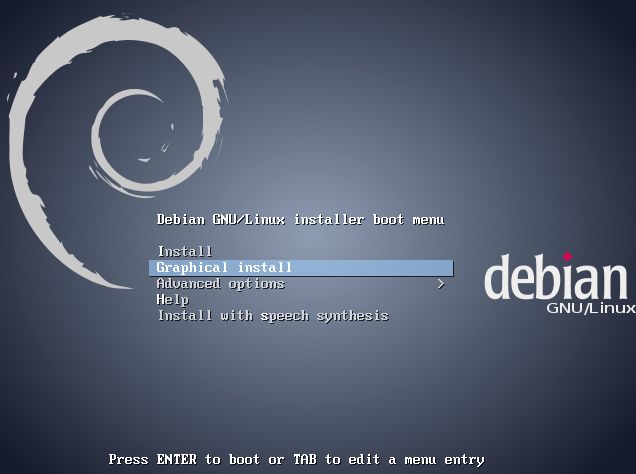 Debian GNU/Linux installer boot menu
Install
Graphical install
Advanced options >
Help
Install with speech synthesis
debian
GNU/Linux
Press ENTER to boot or TAB to edit a menu entry